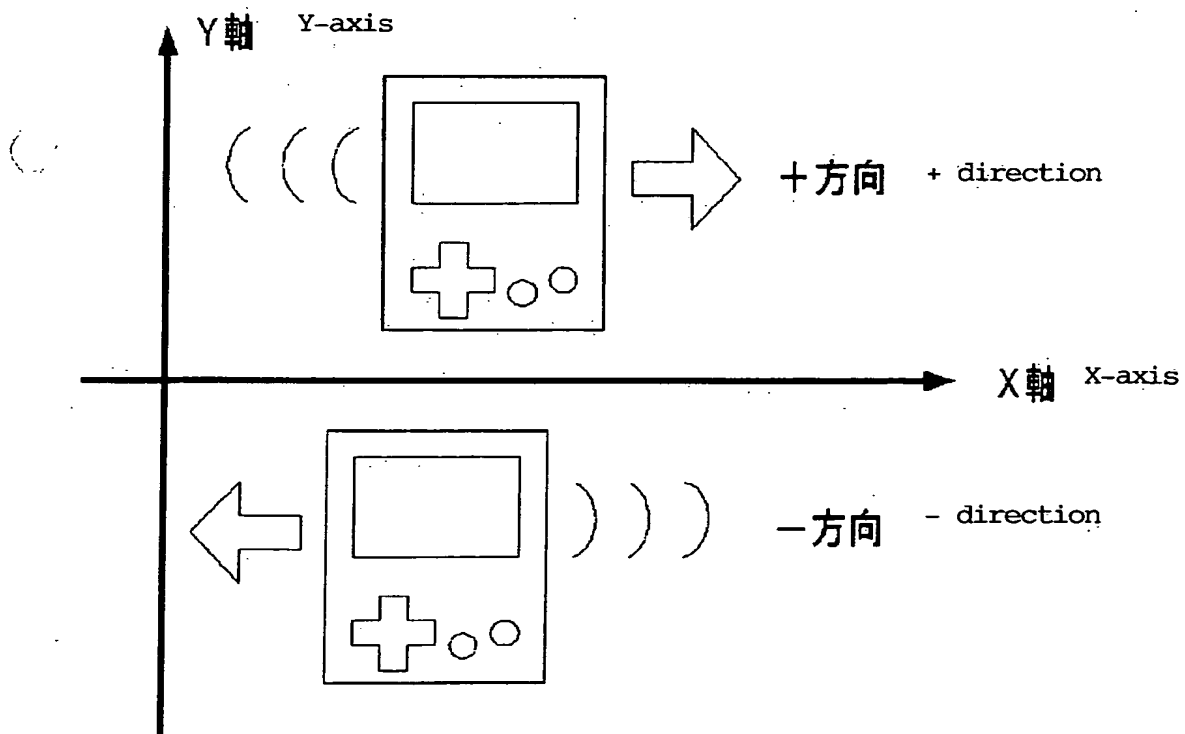 Y軸 Y-axis
+方向 + direction
X軸 X-axis
−方向 - direction